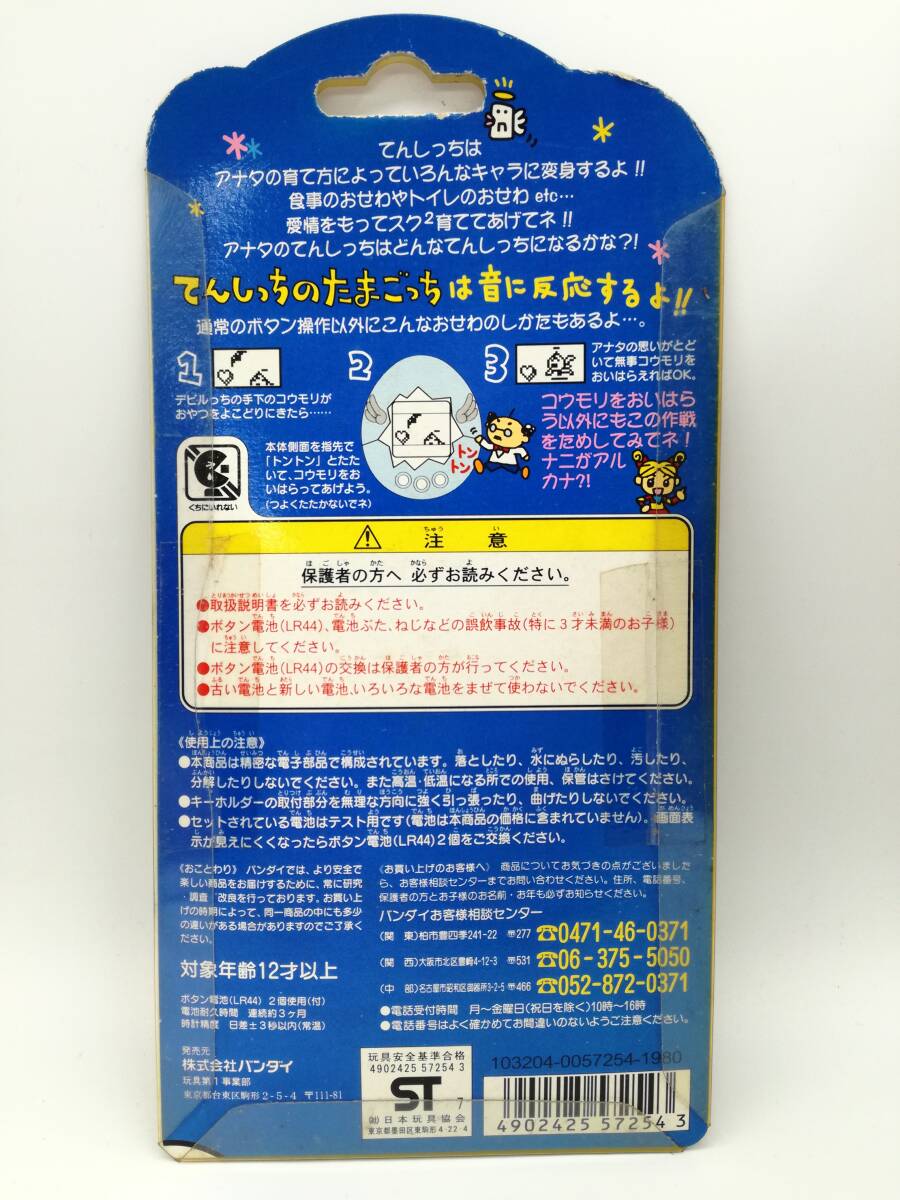 てんしっちは
アナタの育て方によっていろんなキャラに変身するよ!!
食事のおせわやトイレのおせわ etc…
愛情をもってスク2育ててあげてネ!!
アナタのてんしっちはどんなてんしっちになるかな?!
てんしっちのたまごっちは音に反応するよ!!
通常のボタン操作以外にこんなおせわのしかたもあるよ…。
1
デビルっちの手下のコウモリが
おやつをよこどりにきたら……
2
本体側面を指先で
「トントン」とたた
いて、コウモリをお
いはらってあげよう。
(つよくたたかないでネ)
トントン
3
アナタの思いがとど
いて無事コウモリを
おいはらえればOK。
コウモリをおいはら
う以外にもこの作戦
をためしてみてネ!
ナニがアル
カナ?!
くちにいれない
注意
保護者の方へ 必ずお読みください。
●取扱説明書を必ずお読みください。
●ボタン電池(LR44)、電池ぶた、ねじなどの誤飲事故(特に3才未満のお子様)
に注意してください。
●ボタン電池(LR44)の交換は保護者の方が行ってください。
●古い電池と新しい電池、いろいろな電池をまぜて使わないでください。
《使用上の注意》
●本商品は精密な電子部品で構成されています。落としたり、水にぬらしたり、汚したり、
分解したりしないでください。また高温・低温になる所での使用、保管はさけてください。
●キーホルダーの取付部分を無理な方向に強く引っ張ったり、曲げたりしないでください。
●セットされている電池はテスト用です(電池は本商品の価格に含まれていません)。画面表
示が見えにくくなったらボタン電池(LR44)2個をご交換ください。
《おことわり》 バンダイでは、より安全で
楽しい商品をお届けするために、常に研究
・調査 改良を行っております。お買い上
げの時期によって、同一商品の中にも多少
の違いがある場合がありますのでご了承く
ださい。
対象年齢12才以上
ボタン電池(LR44) 2個使用(付)
電池耐久時間 連続約3ヶ月
時計精度 日差±3秒以内(常温)
発売元
株式会社バンダイ
玩具第1事業部
東京都台東区駒形2-5-4 〒111-81
《お買い上げのお客様へ》 商品についてお気づきの点がございました
ら、お客様相談センターまでお問い合わせください。住所、電話番号、
保護者の方とお子様のお名前・お年も必ずお知らせください。
バンダイお客様相談センター
(関 東)柏市豊四季241-22 〒277 ☎0471-46-0371
(関 西)大阪市北区豊崎4-12-3 〒531 ☎06-375-5050
(中 部)名古屋市昭和区御器所3-2-5 〒466 ☎052-872-0371
●電話受付時間 月〜金曜日(祝日を除く)10時〜16時
●電話番号はよく確かめてお間違いのないようご注意ください。
玩具安全基準合格
4902425 57254 3
ST 7
㈳日本玩具協会
東京都墨田区東駒形4-22-4
103204-0057254-1980
4902425 572543